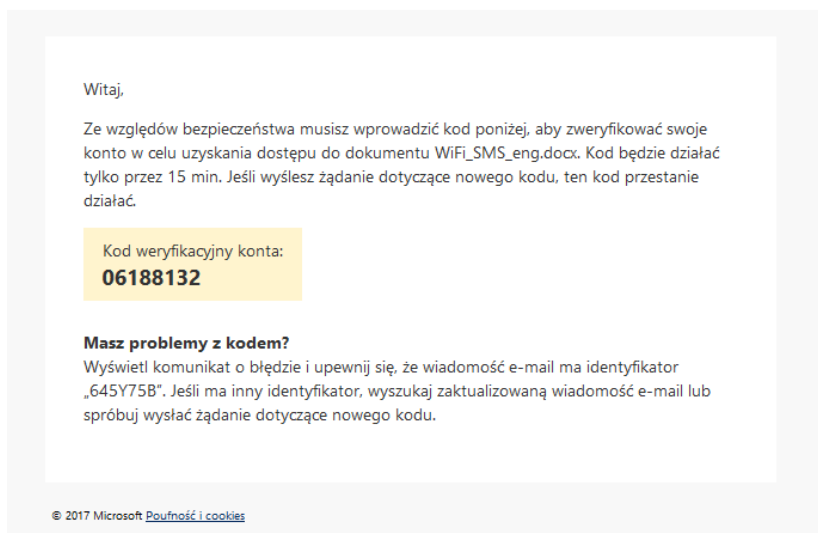 Witaj,
Ze względów bezpieczeństwa musisz wprowadzić kod poniżej, aby zweryfikować swoje
konto w celu uzyskania dostępu do dokumentu WiFi_SMS_eng.docx. Kod będzie działać
tylko przez 15 min. Jeśli wyślesz żądanie dotyczące nowego kodu, ten kod przestanie
działać.
Kod weryfikacyjny konta:
06188132
Masz problemy z kodem?
Wyświetl komunikat o błędzie i upewnij się, że wiadomość e-mail ma identyfikator
„645Y75B”. Jeśli ma inny identyfikator, wyszukaj zaktualizowaną wiadomość e-mail lub
spróbuj wysłać żądanie dotyczące nowego kodu.
© 2017 Microsoft Poufność i cookies